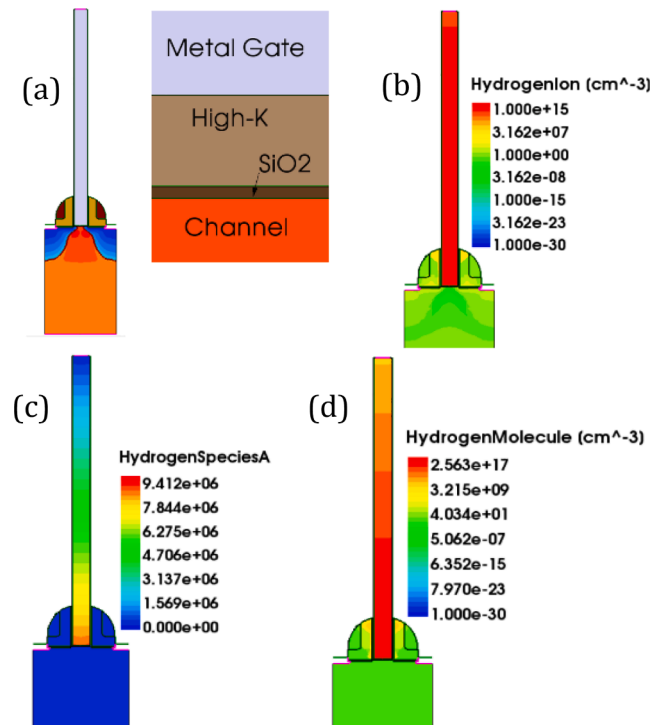 (a)
Metal Gate
High-K
SiO2
Channel
(b)
HydrogenIon (cm^-3)
1.000e+15
3.162e+07
1.000e+00
3.162e-08
1.000e-15
3.162e-23
1.000e-30
(c)
HydrogenSpeciesA
9.412e+06
7.844e+06
6.275e+06
4.706e+06
3.137e+06
1.569e+06
0.000e+00
(d)
HydrogenMolecule (cm^-3)
2.563e+17
3.215e+09
4.034e+01
5.062e-07
6.352e-15
7.970e-23
1.000e-30